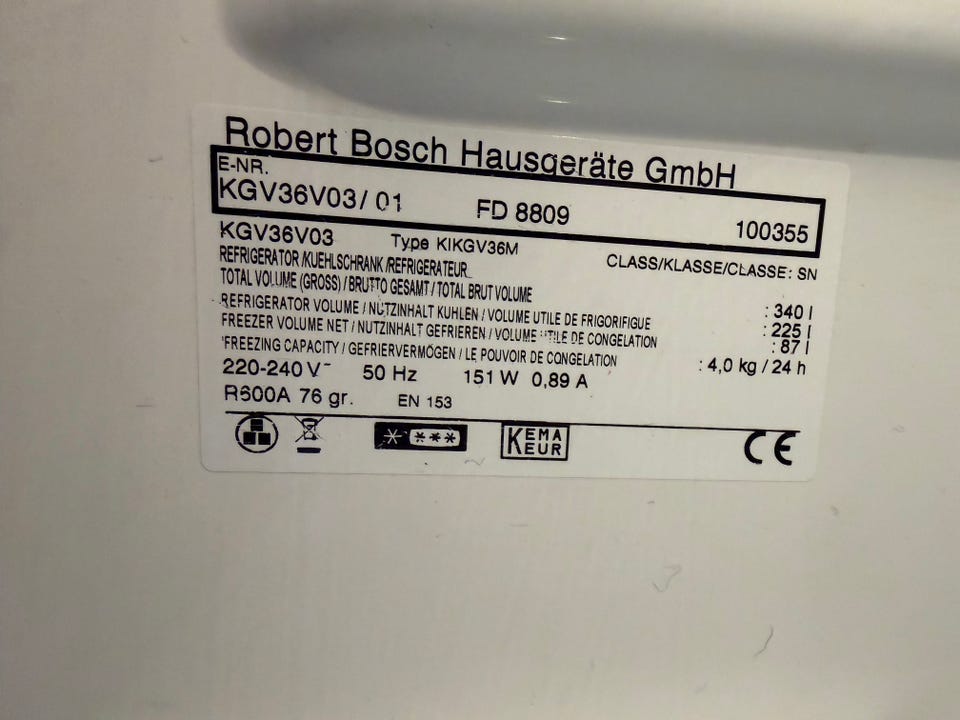 Robert Bosch Hausgeräte GmbH
E-NR.
KGV36V03/ 01 FD 8809 100355
KGV36V03 Type KIKGV36M CLASS/KLASSE/CLASSE: SN
REFRIGERATOR /KUEHLSCHRANK /REFRIGERATEUR
TOTAL VOLUME (GROSS) / BRUTTO GESAMT / TOTAL BRUT VOLUME : 340 l
REFRIGERATOR VOLUME / NUTZINHALT KUHLEN / VOLUME UTILE DE FRIGORIFIGUE : 225 l
FREEZER VOLUME NET / NUTZINHALT GEFRIEREN / VOLUME UTILE DE CONGELATION : 87 l
FREEZING CAPACITY / GEFRIERVERMÖGEN / LE POUVOIR DE CONGELATION : 4,0 kg / 24 h
220-240 V~ 50 Hz 151 W 0,89 A
R600A 76 gr. EN 153
KEMA
KEUR
CE